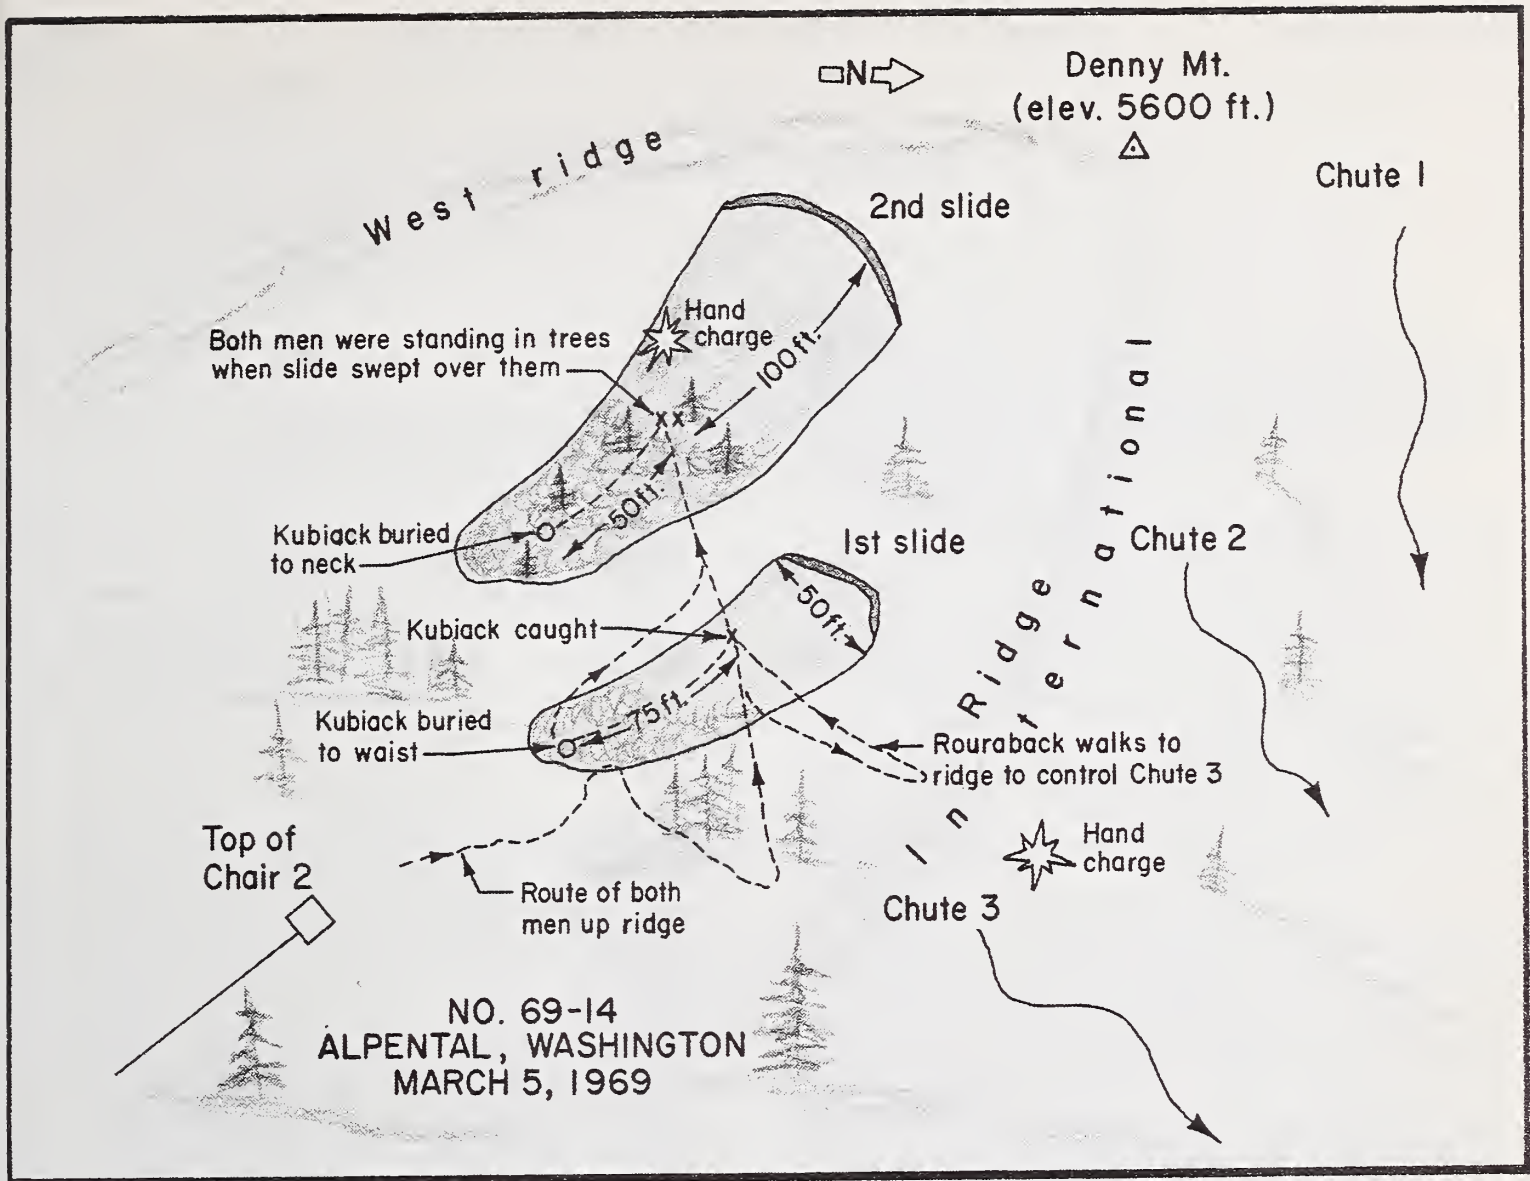 N
Denny Mt.
(elev. 5600 ft.)
Chute 1
West ridge
2nd slide
Hand
charge
Both men were standing in trees
when slide swept over them
100 ft.
x x
50 ft.
Kubiack buried
to neck
1st slide
Chute 2
50 ft.
Kubiack caught
x
International
Ridge
75 ft.
Kubiack buried
to waist
Rouraback walks to
ridge to control Chute 3
Hand
charge
Top of
Chair 2
Route of both
men up ridge
Chute 3
NO. 69-14
ALPENTAL, WASHINGTON
MARCH 5, 1969